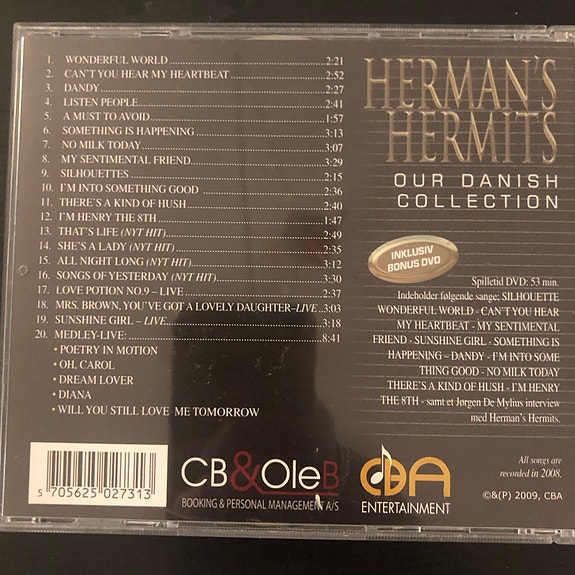 1. WONDERFUL WORLD 2:21
2. CAN'T YOU HEAR MY HEARTBEAT 2:52
3. DANDY 2:27
4. LISTEN PEOPLE 2:41
5. A MUST TO AVOID 1:57
6. SOMETHING IS HAPPENING 3:13
7. NO MILK TODAY 3:07
8. MY SENTIMENTAL FRIEND 3:29
9. SILHOUETTES 2:15
10. I'M INTO SOMETHING GOOD 2:36
11. THERE'S A KIND OF HUSH 2:40
12. I'M HENRY THE 8TH 1:47
13. THAT'S LIFE (NYT HIT) 2:49
14. SHE'S A LADY (NYT HIT) 2:35
15. ALL NIGHT LONG (NYT HIT) 3:12
16. SONGS OF YESTERDAY (NYT HIT) 3:30
17. LOVE POTION NO.9 – LIVE 2:37
18. MRS. BROWN, YOU'VE GOT A LOVELY DAUGHTER–LIVE 3:03
19. SUNSHINE GIRL – LIVE 3:18
20. MEDLEY-LIVE: 8:41
• POETRY IN MOTION
• OH, CAROL
• DREAM LOVER
• DIANA
• WILL YOU STILL LOVE ME TOMORROW
HERMAN'S
HERMITS
OUR DANISH
COLLECTION
INKLUSIV
BONUS DVD
Spilletid DVD: 53 min.
Indeholder følgende sange; SILHOUETTE
WONDERFUL WORLD - CAN'T YOU HEAR
MY HEARTBEAT - MY SENTIMENTAL
FRIEND - SUNSHINE GIRL - SOMETHING IS
HAPPENING – DANDY - I'M INTO SOME
THING GOOD - NO MILK TODAY
THERE'S A KIND OF HUSH - I'M HENRY
THE 8TH - samt et Jørgen De Mylius interview
med Herman's Hermits.
All songs are
recorded in 2008.
©&(P) 2009, CBA
5 705625 027313
CB&OleB
BOOKING & PERSONAL MANAGEMENT A/S
CBA
ENTERTAINMENT